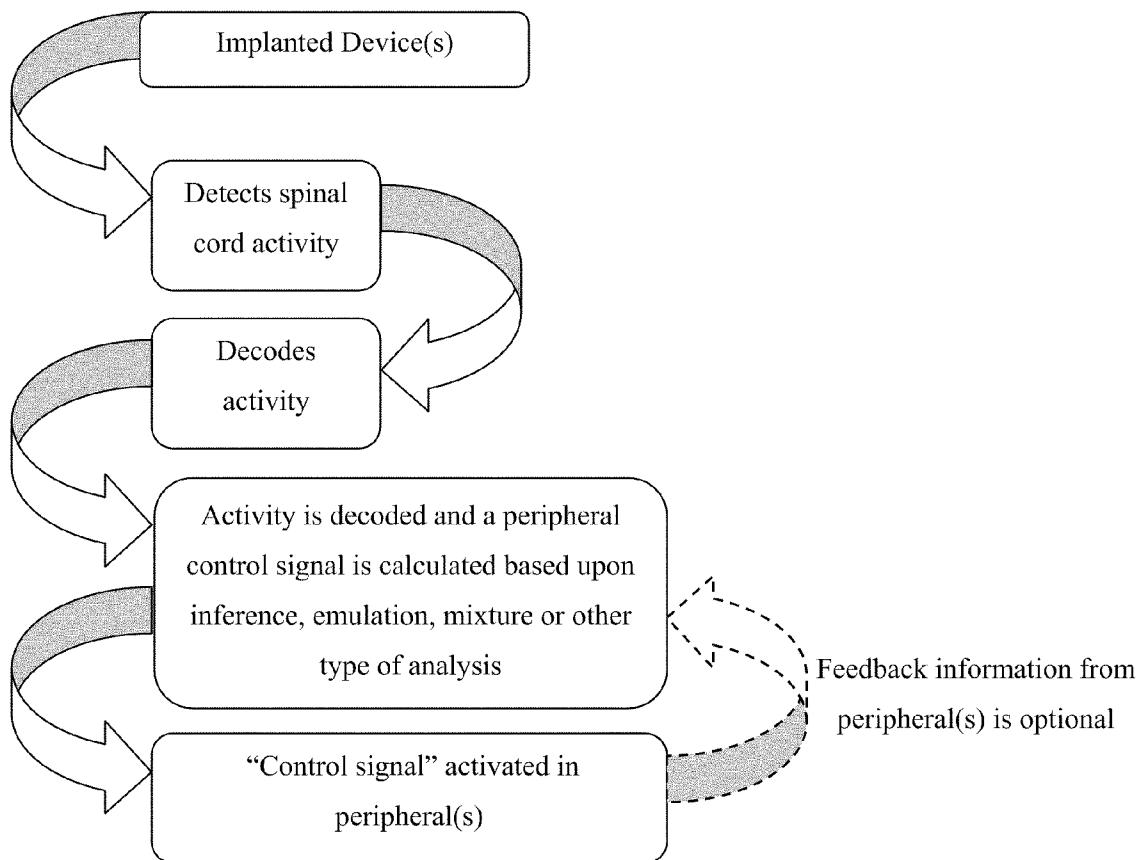 Implanted Device(s)
Detects spinal
cord activity
Decodes
activity
Activity is decoded and a peripheral
control signal is calculated based upon
inference, emulation, mixture or other
type of analysis
Feedback information from
peripheral(s) is optional
“Control signal” activated in
peripheral(s)